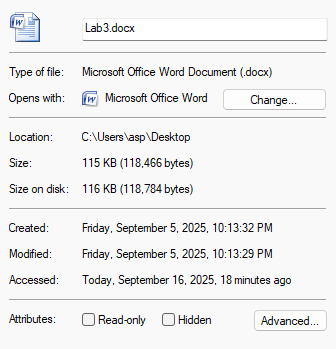 Lab3.docx
Type of file: Microsoft Office Word Document (.docx)
Opens with: Microsoft Office Word Change...
Location: C:\Users\asp\Desktop
Size: 115 KB (118,466 bytes)
Size on disk: 116 KB (118,784 bytes)
Created: Friday, September 5, 2025, 10:13:32 PM
Modified: Friday, September 5, 2025, 10:13:29 PM
Accessed: Today, September 16, 2025, 18 minutes ago
Attributes: Read-only Hidden Advanced...